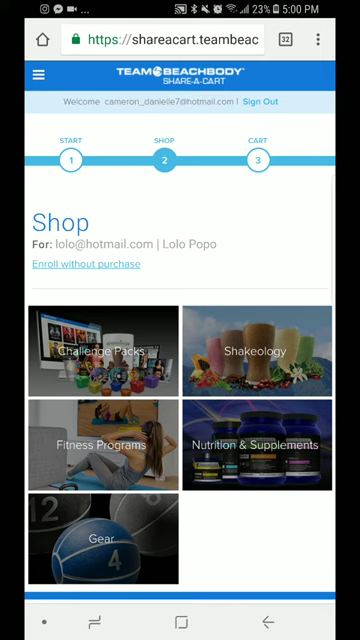 23% 5:00 PM
https://shareacart.teambeac
32
TEAM BEACHBODY
SHARE-A-CART
Welcome cameron_danielle7@hotmail.com | Sign Out
START
SHOP
CART
1
2
3
Shop
For: lolo@hotmail.com | Lolo Popo
Enroll without purchase
Challenge Packs
Shakeology
Fitness Programs
Nutrition & Supplements
Gear
12
4